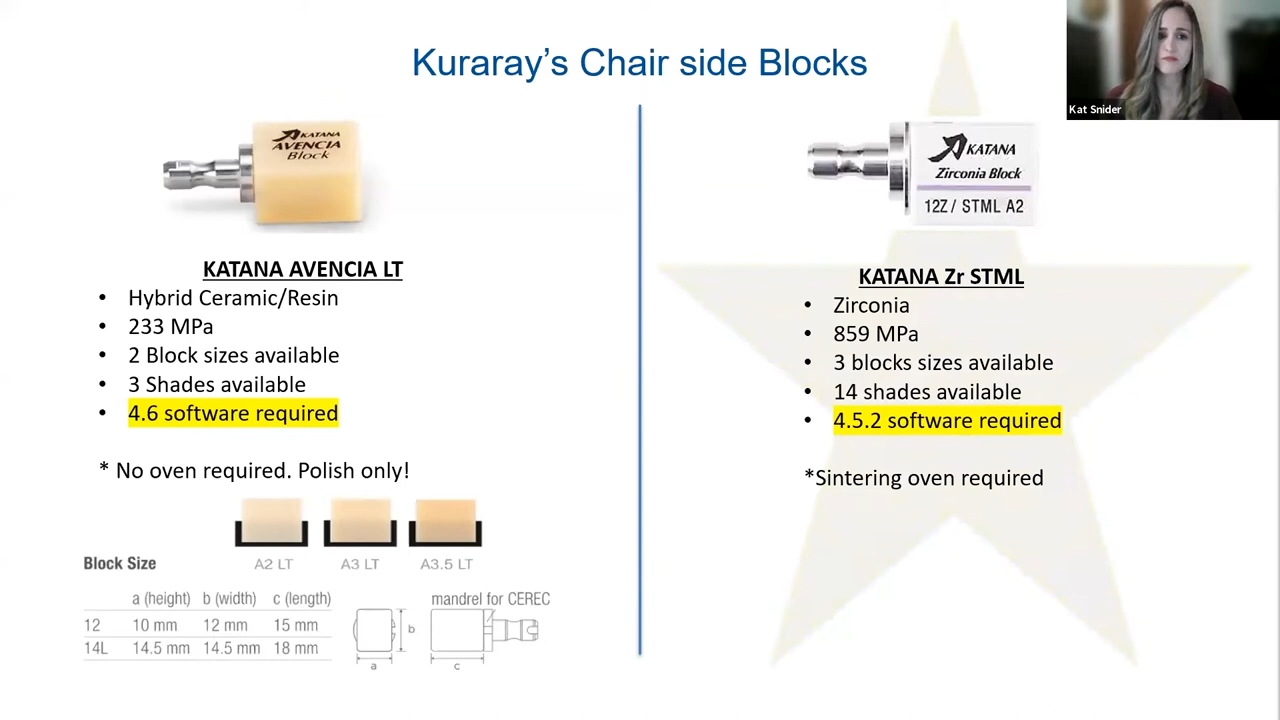 Kuraray's Chair side Blocks
Kat Snider
KATANA
AVENCIA
Block
KATANA AVENCIA LT
• Hybrid Ceramic/Resin
• 233 MPa
• 2 Block sizes available
• 3 Shades available
• 4.6 software required
* No oven required. Polish only!
A2 LT A3 LT A3.5 LT
Block Size
a (height) b (width) c (length)
12 10 mm 12 mm 15 mm
14L 14.5 mm 14.5 mm 18 mm
mandrel for CEREC
b
a
c
KATANA
Zirconia Block
12Z/ STML A2
KATANA Zr STML
• Zirconia
• 859 MPa
• 3 blocks sizes available
• 14 shades available
• 4.5.2 software required
*Sintering oven required